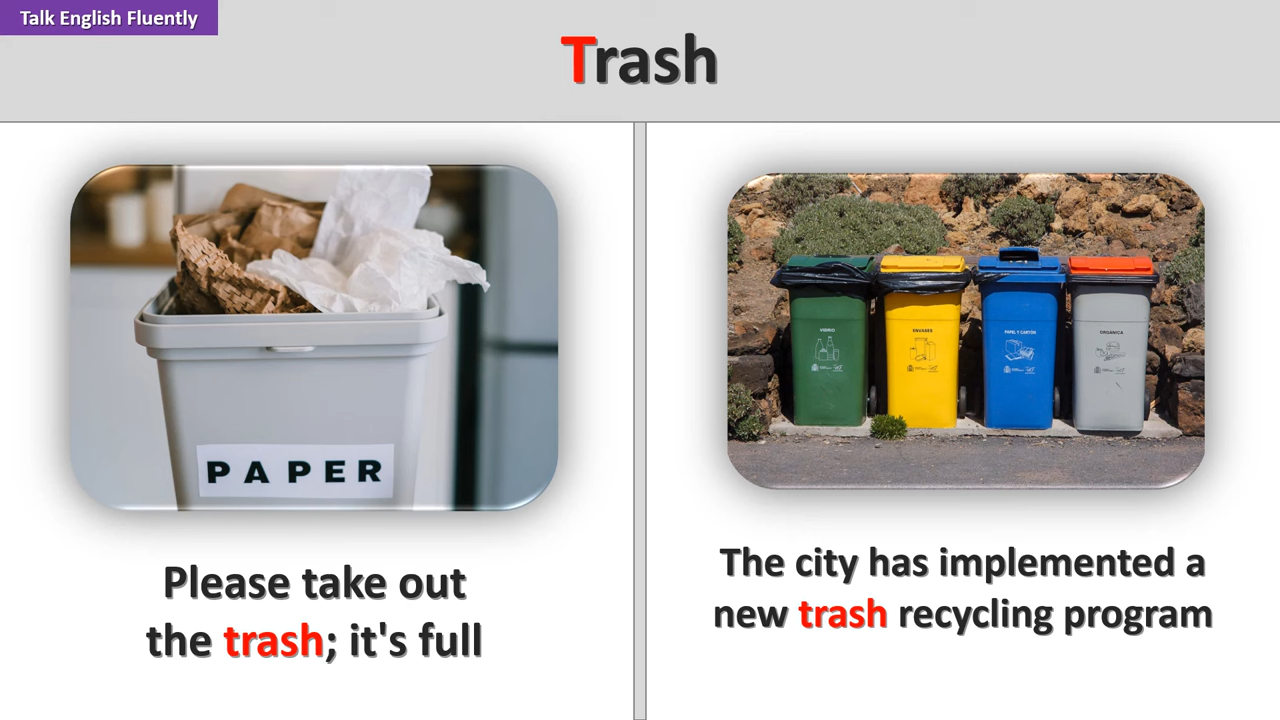 Talk English Fluently
Trash
PAPER
VIDRIO
ENVASES
PAPEL Y CARTÓN
ORGÁNICA
Please take out
the trash; it's full
The city has implemented a
new trash recycling program